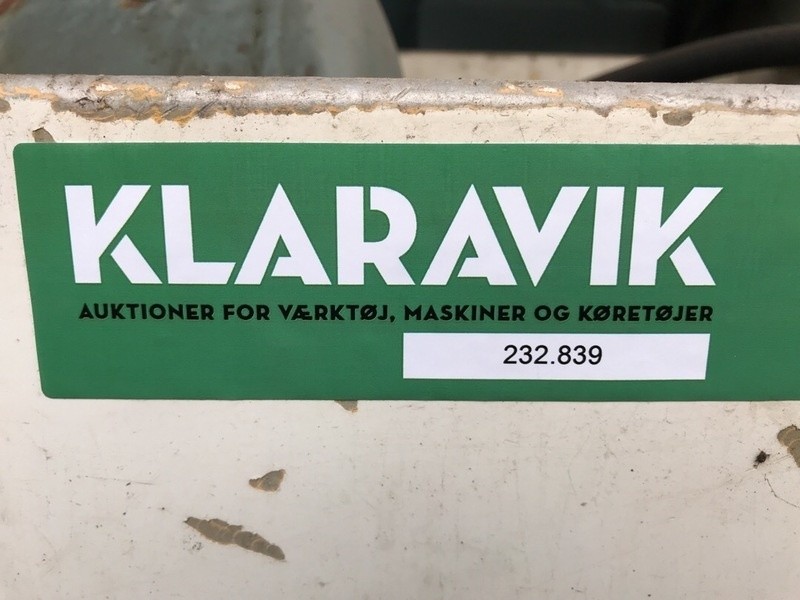 KLARAVIK
AUKTIONER FOR VÆRKTØJ, MASKINER OG KØRETØJER
232.839